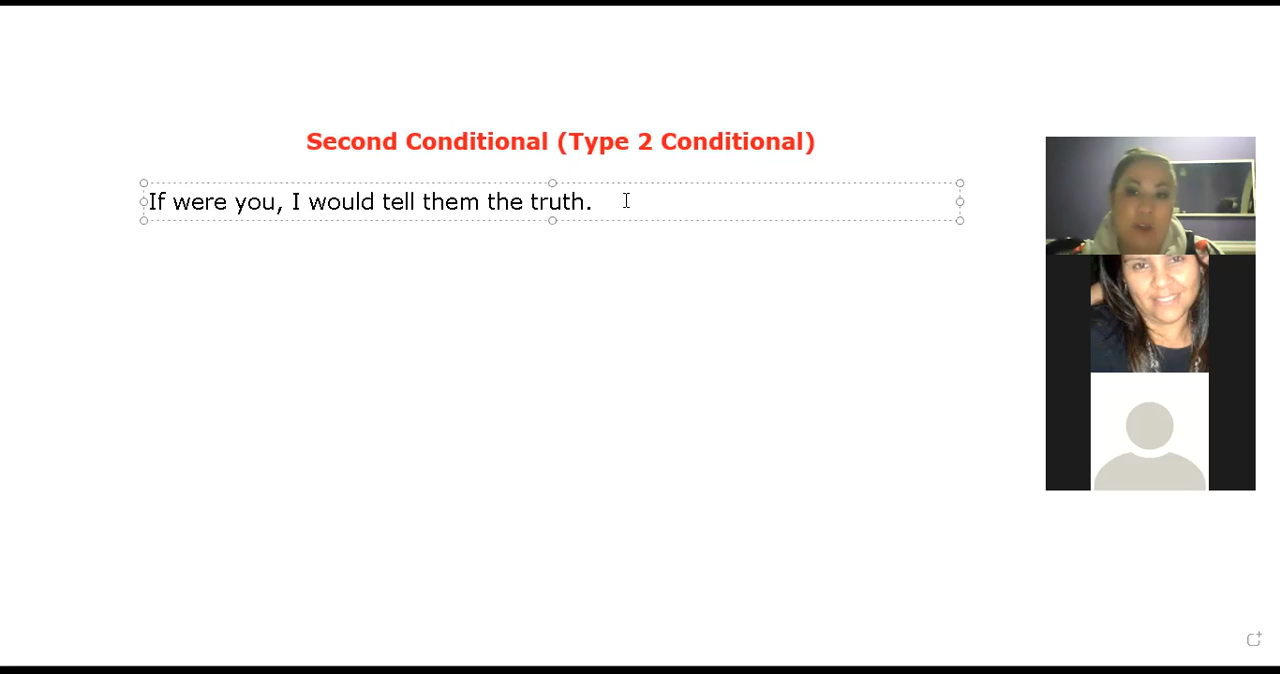 Second Conditional (Type 2 Conditional)
If were you, I would tell them the truth.